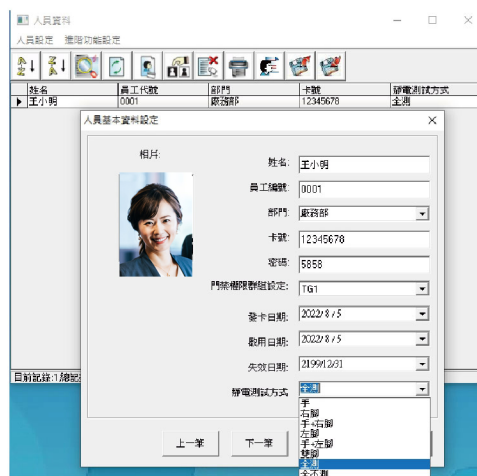 人員資料
人員設定 進階功能設定
姓名 員工代號 部門 卡號 靜電測試方式
王小明 0001 廠務部 12345678 全測
人員基本資料設定
相片:
姓名: 王小明
員工編號: 0001
部門: 廠務部
卡號: 12345678
密碼: 5858
門禁權限群組設定: TG1
發卡日期: 2022/ 8 / 5
啟用日期: 2022/ 8 / 5
失效日期: 2199/12/31
靜電測試方式 全測
手
右腳
手+右腳
左腳
手+左腳
雙腳
全測
全不測
目前記錄:1,總記
上一筆 下一筆